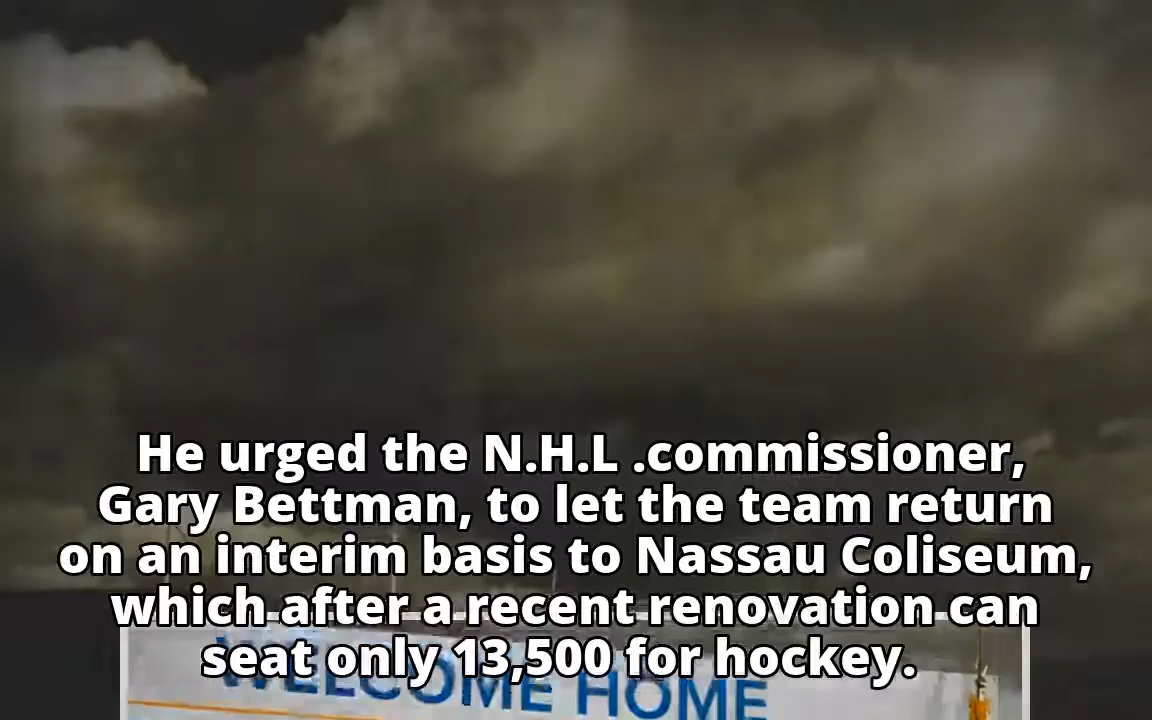 He urged the N.H.L .commissioner,
Gary Bettman, to let the team return
on an interim basis to Nassau Coliseum,
which after a recent renovation can
seat only 13,500 for hockey.
WELCOME HOME